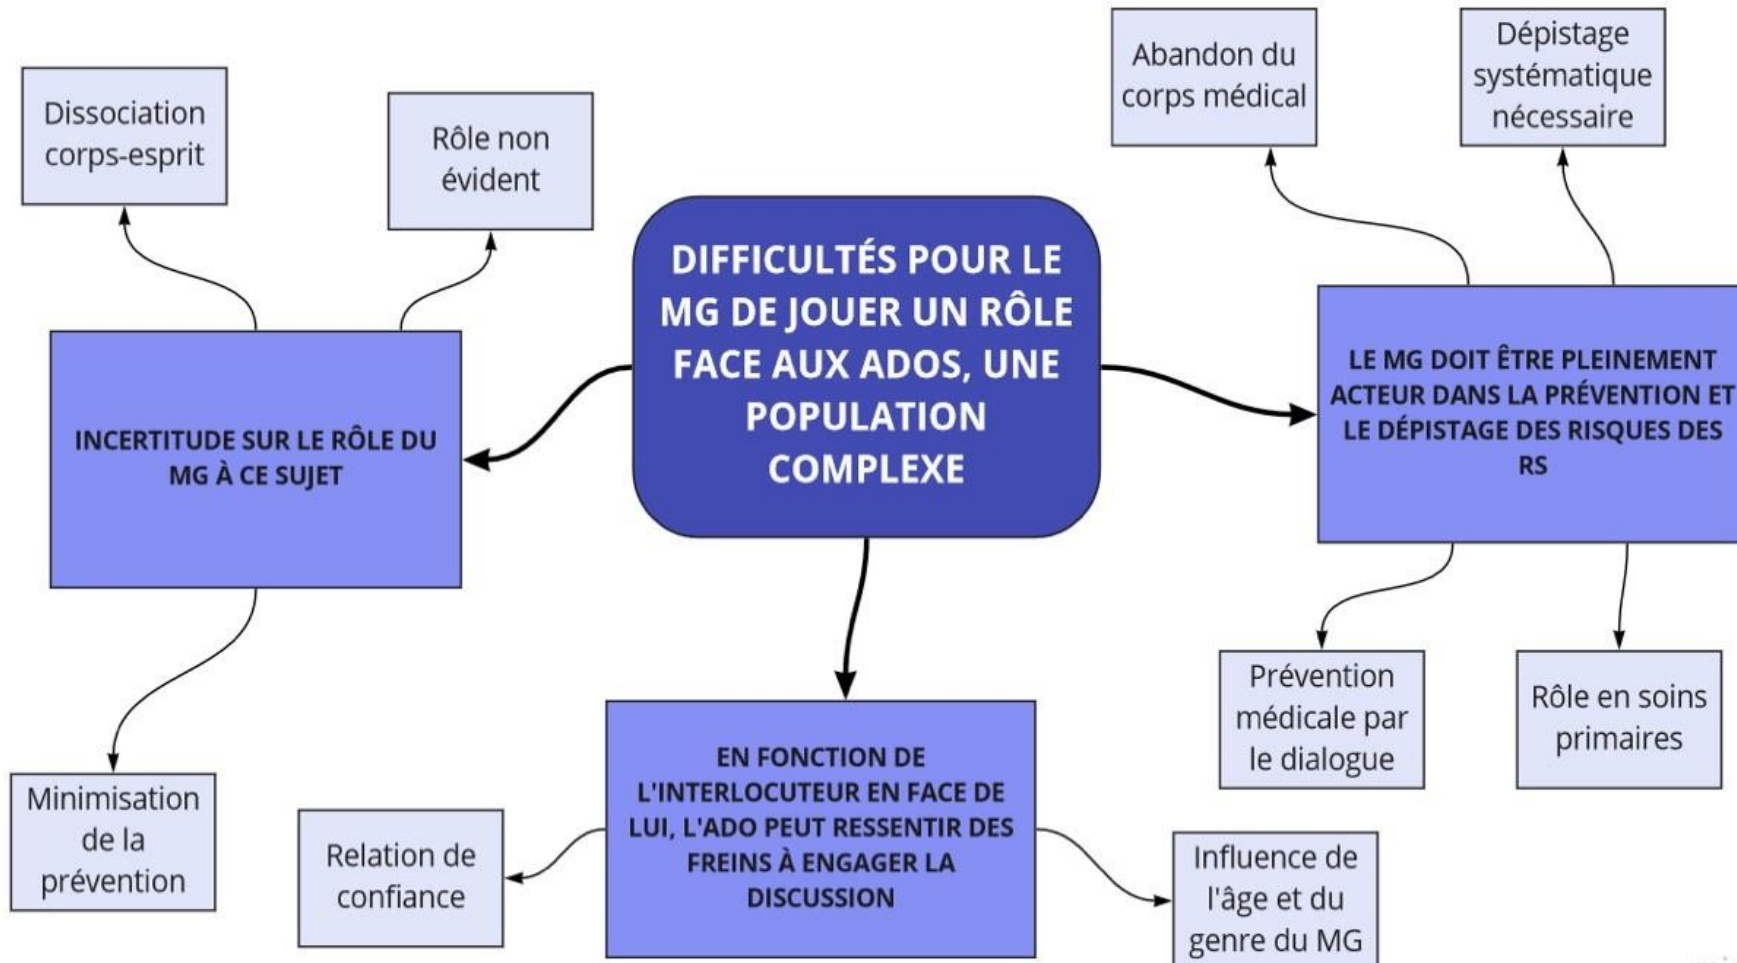 Dissociation
corps-esprit
Rôle non
évident
Abandon du
corps médical
Dépistage
systématique
nécessaire
DIFFICULTÉS POUR LE
MG DE JOUER UN RÔLE
FACE AUX ADOS, UNE
POPULATION
COMPLEXE
INCERTITUDE SUR LE RÔLE DU
MG À CE SUJET
LE MG DOIT ÊTRE PLEINEMENT
ACTEUR DANS LA PRÉVENTION ET
LE DÉPISTAGE DES RISQUES DES
RS
Minimisation
de la
prévention
Relation de
confiance
EN FONCTION DE
L'INTERLOCUTEUR EN FACE DE
LUI, L'ADO PEUT RESSENTIR DES
FREINS À ENGAGER LA
DISCUSSION
Influence de
l'âge et du
genre du MG
Prévention
médicale par
le dialogue
Rôle en soins
primaires